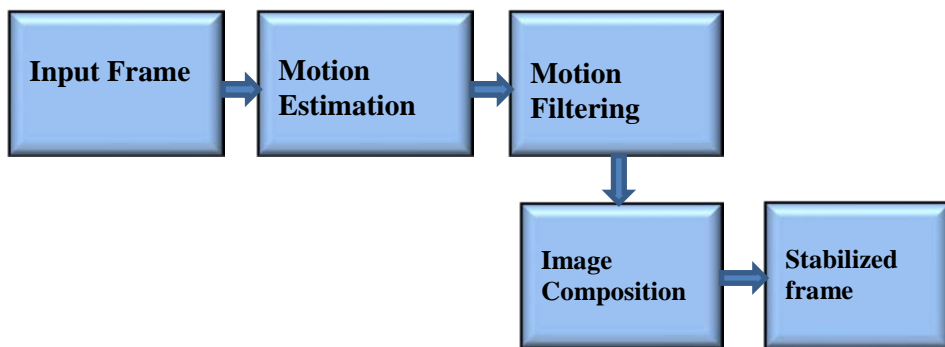 Input Frame
Motion
Estimation
Motion
Filtering
Image
Composition
Stabilized
frame